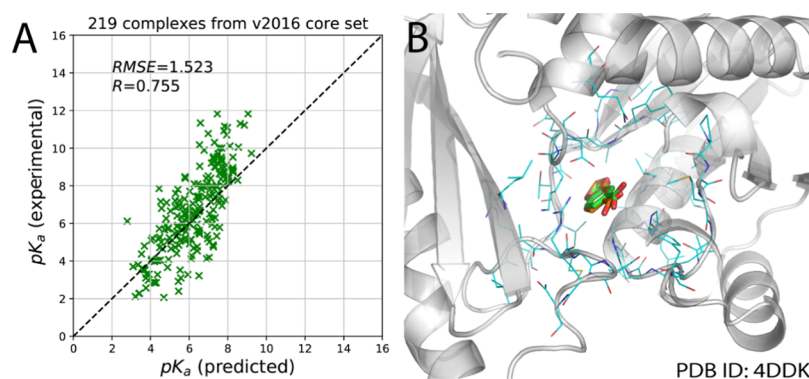 A
219 complexes from v2016 core set
RMSE=1.523
R=0.755
16
14
12
10
8
6
4
2
0
pKa (experimental)
0 2 4 6 8 10 12 14 16
pKa (predicted)
B
PDB ID: 4DDK